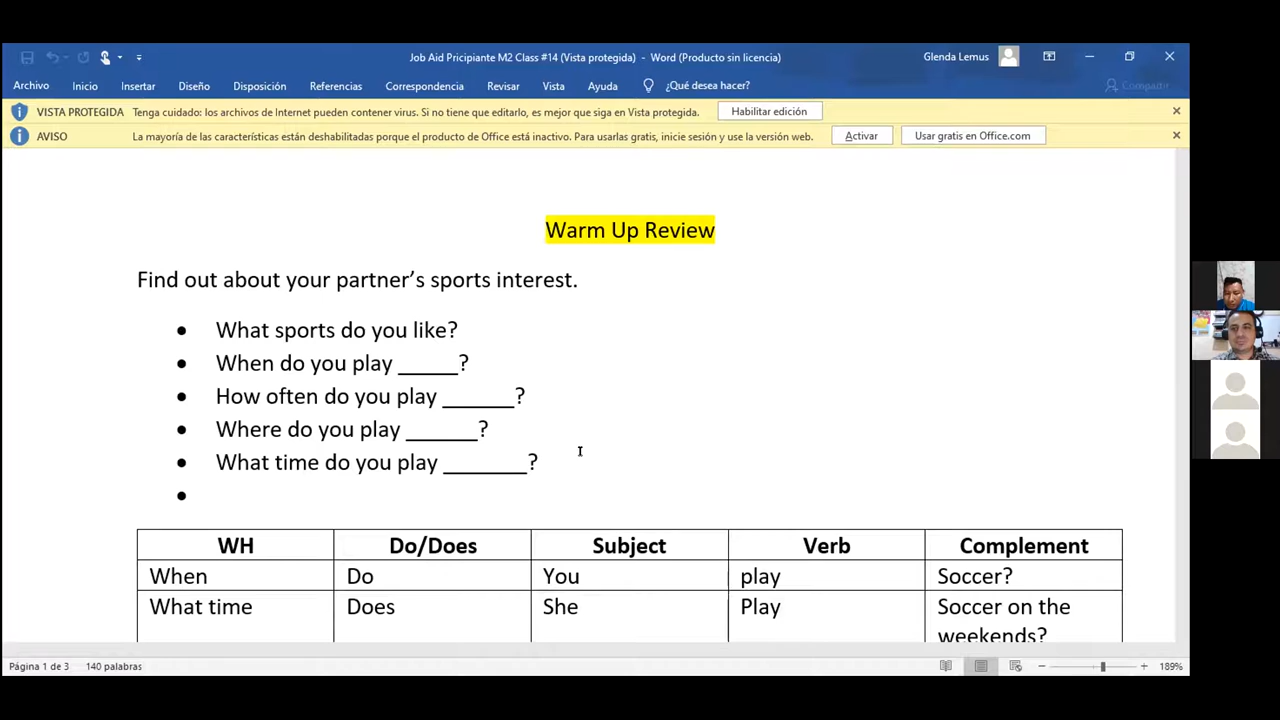 Job Aid Pricipiante M2 Class #14 (Vista protegida) - Word (Producto sin licencia)
Glenda Lemus
Archivo Inicio Insertar Diseño Disposición Referencias Correspondencia Revisar Vista Ayuda ¿Qué desea hacer? Compartir
VISTA PROTEGIDA Tenga cuidado: los archivos de Internet pueden contener virus. Si no tiene que editarlo, es mejor que siga en Vista protegida. Habilitar edición
AVISO La mayoría de las características están deshabilitadas porque el producto de Office está inactivo. Para usarlas gratis, inicie sesión y use la versión web. Activar Usar gratis en Office.com
Warm Up Review
Find out about your partner’s sports interest.
• What sports do you like?
• When do you play _____?
• How often do you play ______?
• Where do you play ______?
• What time do you play _______?
•
WH Do/Does Subject Verb Complement
When Do You play Soccer?
What time Does She Play Soccer on the
weekends?
Página 1 de 3 140 palabras 189%